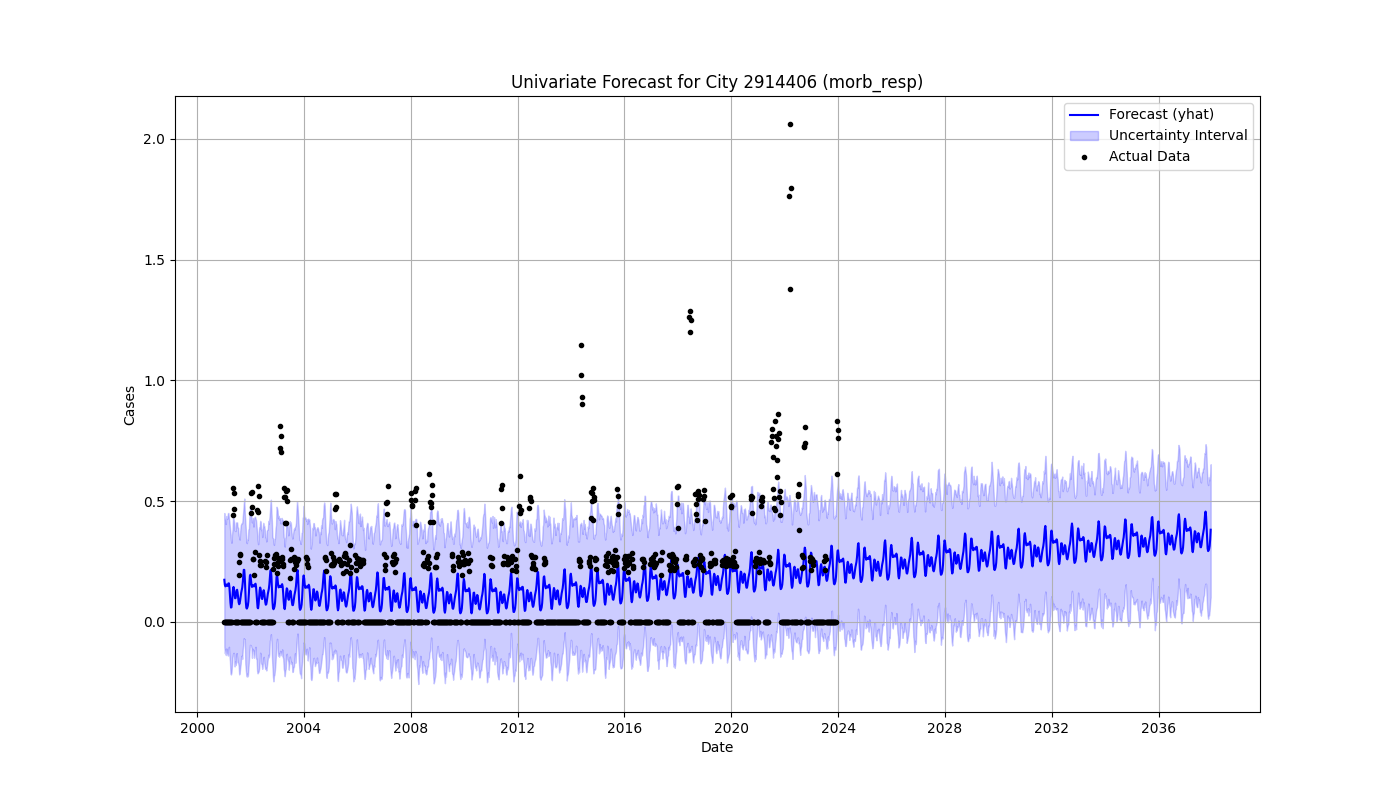 Univariate Forecast for City 2914406 (morb_resp)
Forecast (yhat)
Uncertainty Interval
Actual Data
Cases
2.0
1.5
1.0
0.5
0.0
2000 2004 2008 2012 2016 2020 2024 2028 2032 2036
Date